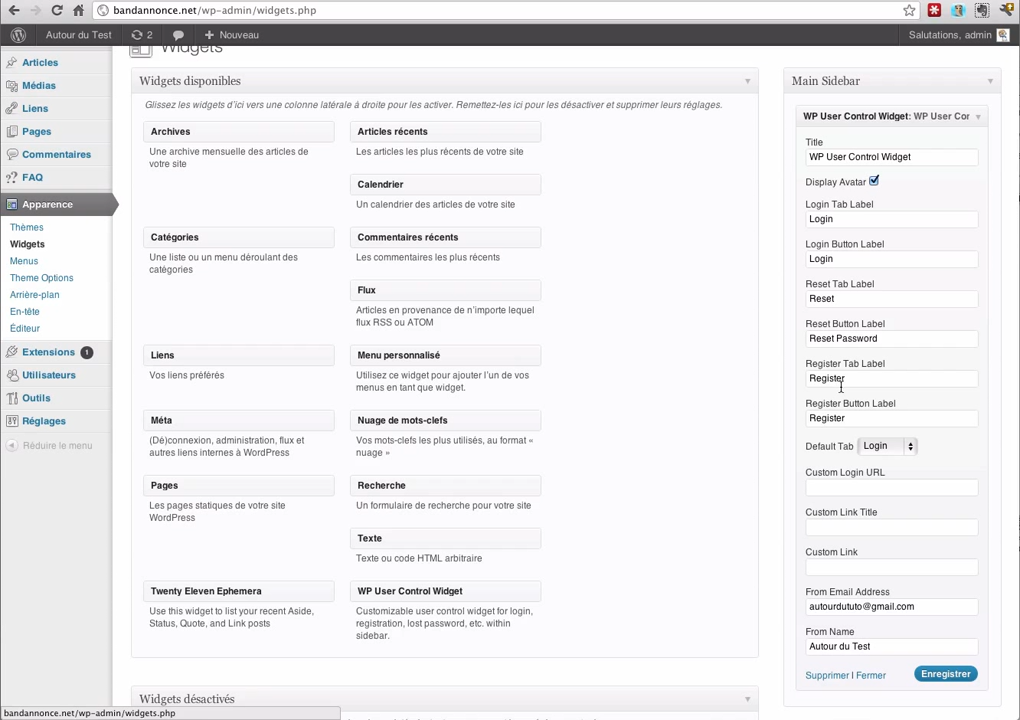 bandannonce.net/wp-admin/widgets.php
Autour du Test
2
Nouveau
Salutations, admin
Articles
Médias
Liens
Pages
Commentaires
FAQ
Apparence
Thèmes
Widgets
Menus
Theme Options
Arrière-plan
En-tête
Éditeur
Extensions 1
Utilisateurs
Outils
Réglages
Réduire le menu
Widgets
Widgets disponibles
Glissez les widgets d'ici vers une colonne latérale à droite pour les activer. Remettez-les ici pour les désactiver et supprimer leurs réglages.
Archives
Une archive mensuelle des articles de
votre site
Articles récents
Les articles les plus récents de votre site
Calendrier
Un calendrier des articles de votre site
Catégories
Une liste ou un menu déroulant des
catégories
Commentaires récents
Les commentaires les plus récents
Flux
Articles en provenance de n'importe lequel
flux RSS ou ATOM
Liens
Vos liens préférés
Menu personnalisé
Utilisez ce widget pour ajouter l'un de vos
menus en tant que widget.
Méta
(Dé)connexion, administration, flux et
autres liens internes à WordPress
Nuage de mots-clefs
Vos mots-clefs les plus utilisés, au format «
nuage »
Pages
Les pages statiques de votre site
WordPress
Recherche
Un formulaire de recherche pour votre site
Texte
Texte ou code HTML arbitraire
Twenty Eleven Ephemera
Use this widget to list your recent Aside,
Status, Quote, and Link posts
WP User Control Widget
Customizable user control widget for login,
registration, lost password, etc. within
sidebar.
Widgets désactivés
Main Sidebar
WP User Control Widget: WP User Cor
Title
WP User Control Widget
Display Avatar
Login Tab Label
Login
Login Button Label
Login
Reset Tab Label
Reset
Reset Button Label
Reset Password
Register Tab Label
Register
Register Button Label
Register
Default Tab Login
Custom Login URL
Custom Link Title
Custom Link
From Email Address
autourdututo@gmail.com
From Name
Autour du Test
Supprimer | Fermer
Enregistrer
bandannonce.net/wp-admin/widgets.php